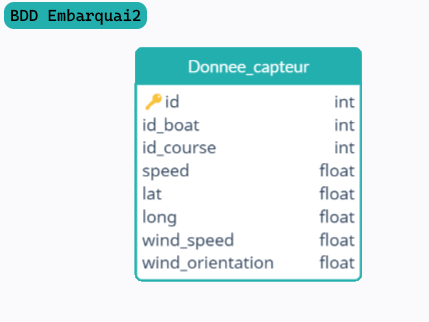 BDD Embarquai2
Donnee_capteur
id int
id_boat int
id_course int
speed float
lat float
long float
wind_speed float
wind_orientation float